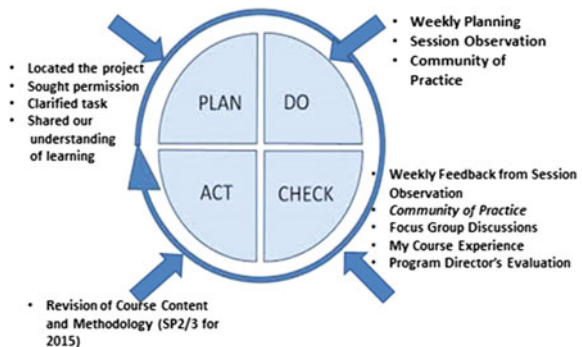 • Weekly Planning
• Session Observation
• Community of
Practice
• Located the project
• Sought permission
• Clarified task
• Shared our
understanding
of learning
PLAN
DO
ACT
CHECK
• Weekly Feedback from Session
Observation
• Community of Practice
• Focus Group Discussions
• My Course Experience
• Program Director's Evaluation
• Revision of Course Content
and Methodology (SP2/3 for
2015)